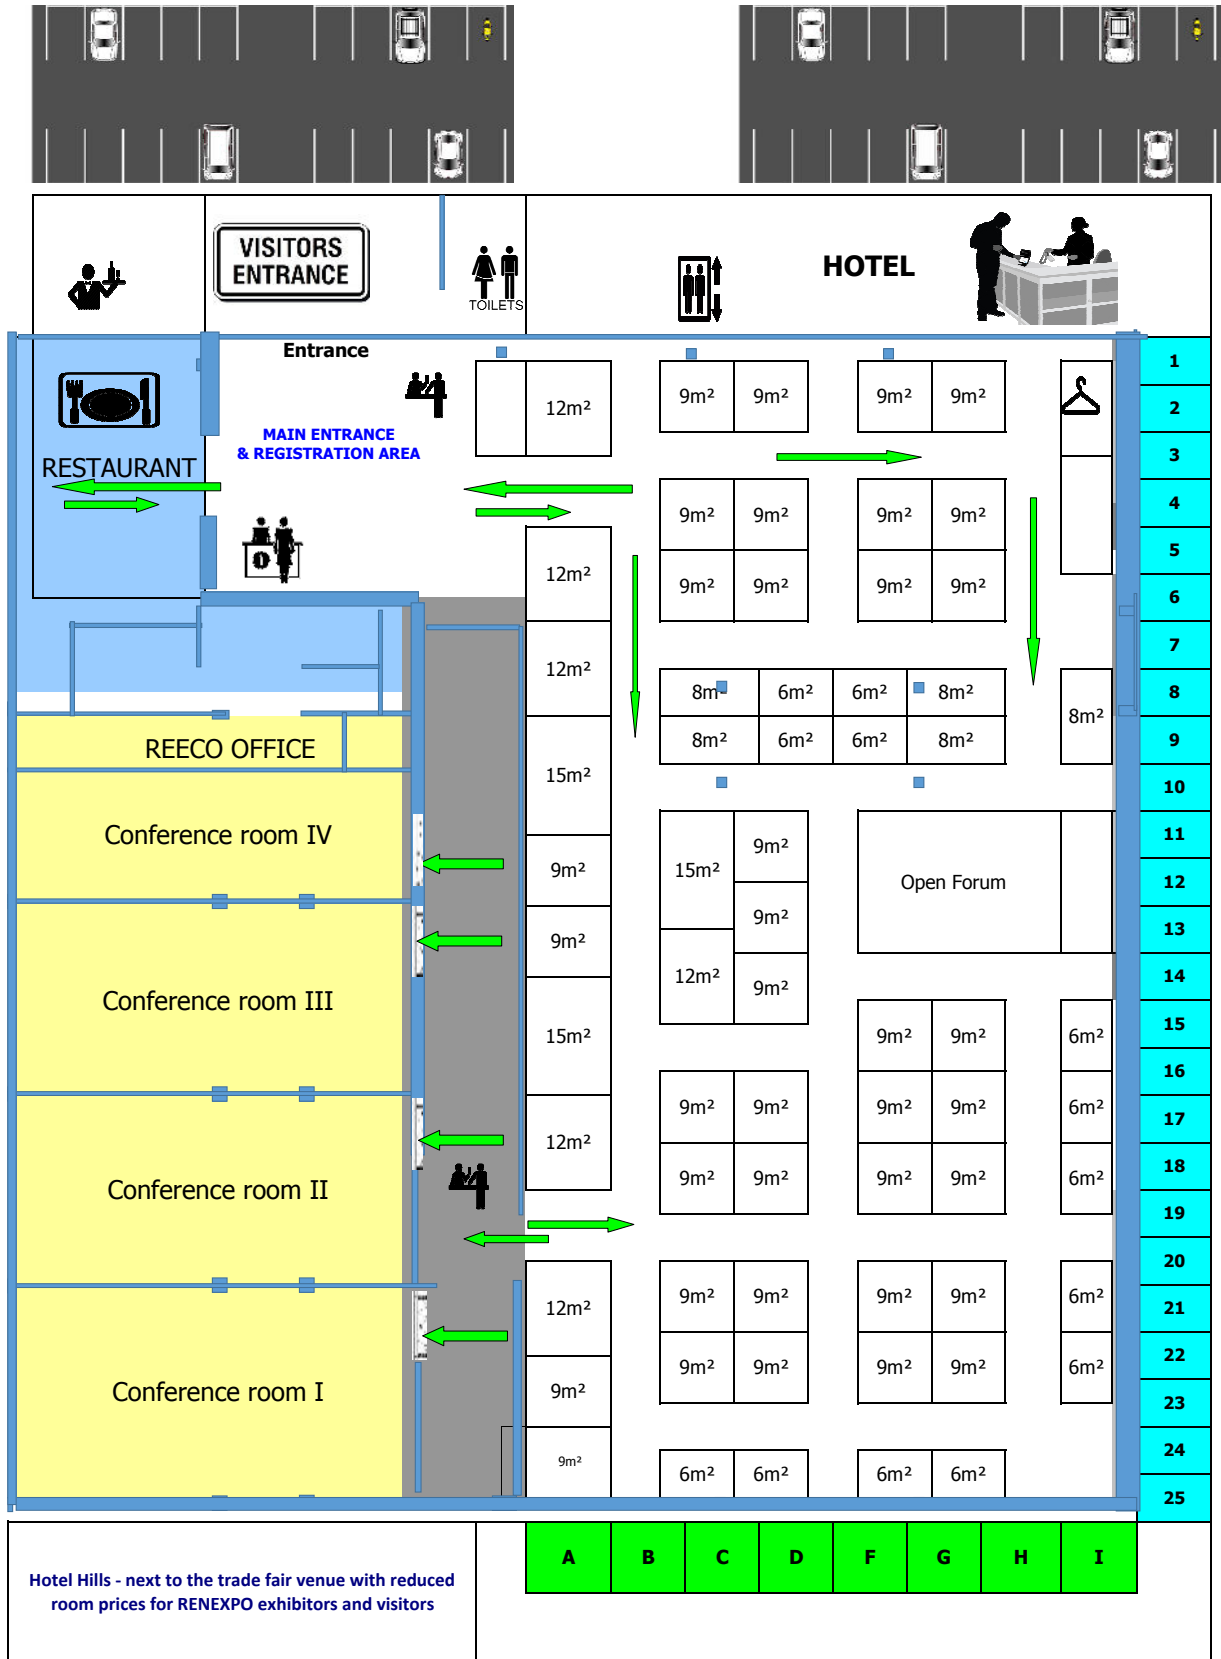 VISITORS
ENTRANCE
TOILETS
HOTEL
Entrance
MAIN ENTRANCE
& REGISTRATION AREA
RESTAURANT
12m²
9m² 9m² 9m² 9m²
9m² 9m² 9m² 9m²
12m²
9m² 9m² 9m² 9m²
12m²
8m² 6m² 6m² 8m²
8m²
REECO OFFICE
8m² 6m² 6m² 8m²
15m²
Conference room IV
9m²
15m²
9m²
Open Forum
9m²
9m²
12m²
9m²
Conference room III
15m²
9m² 9m² 6m²
9m² 9m² 9m² 9m² 6m²
12m²
Conference room II
9m² 9m² 9m² 9m² 6m²
9m² 9m² 9m² 9m² 6m²
12m²
9m² 9m² 9m² 9m² 6m²
Conference room I
9m²
9m²
6m² 6m² 6m² 6m²
1
2
3
4
5
6
7
8
9
10
11
12
13
14
15
16
17
18
19
20
21
22
23
24
25
A B C D F G H I
Hotel Hills - next to the trade fair venue with reduced
room prices for RENEXPO exhibitors and visitors